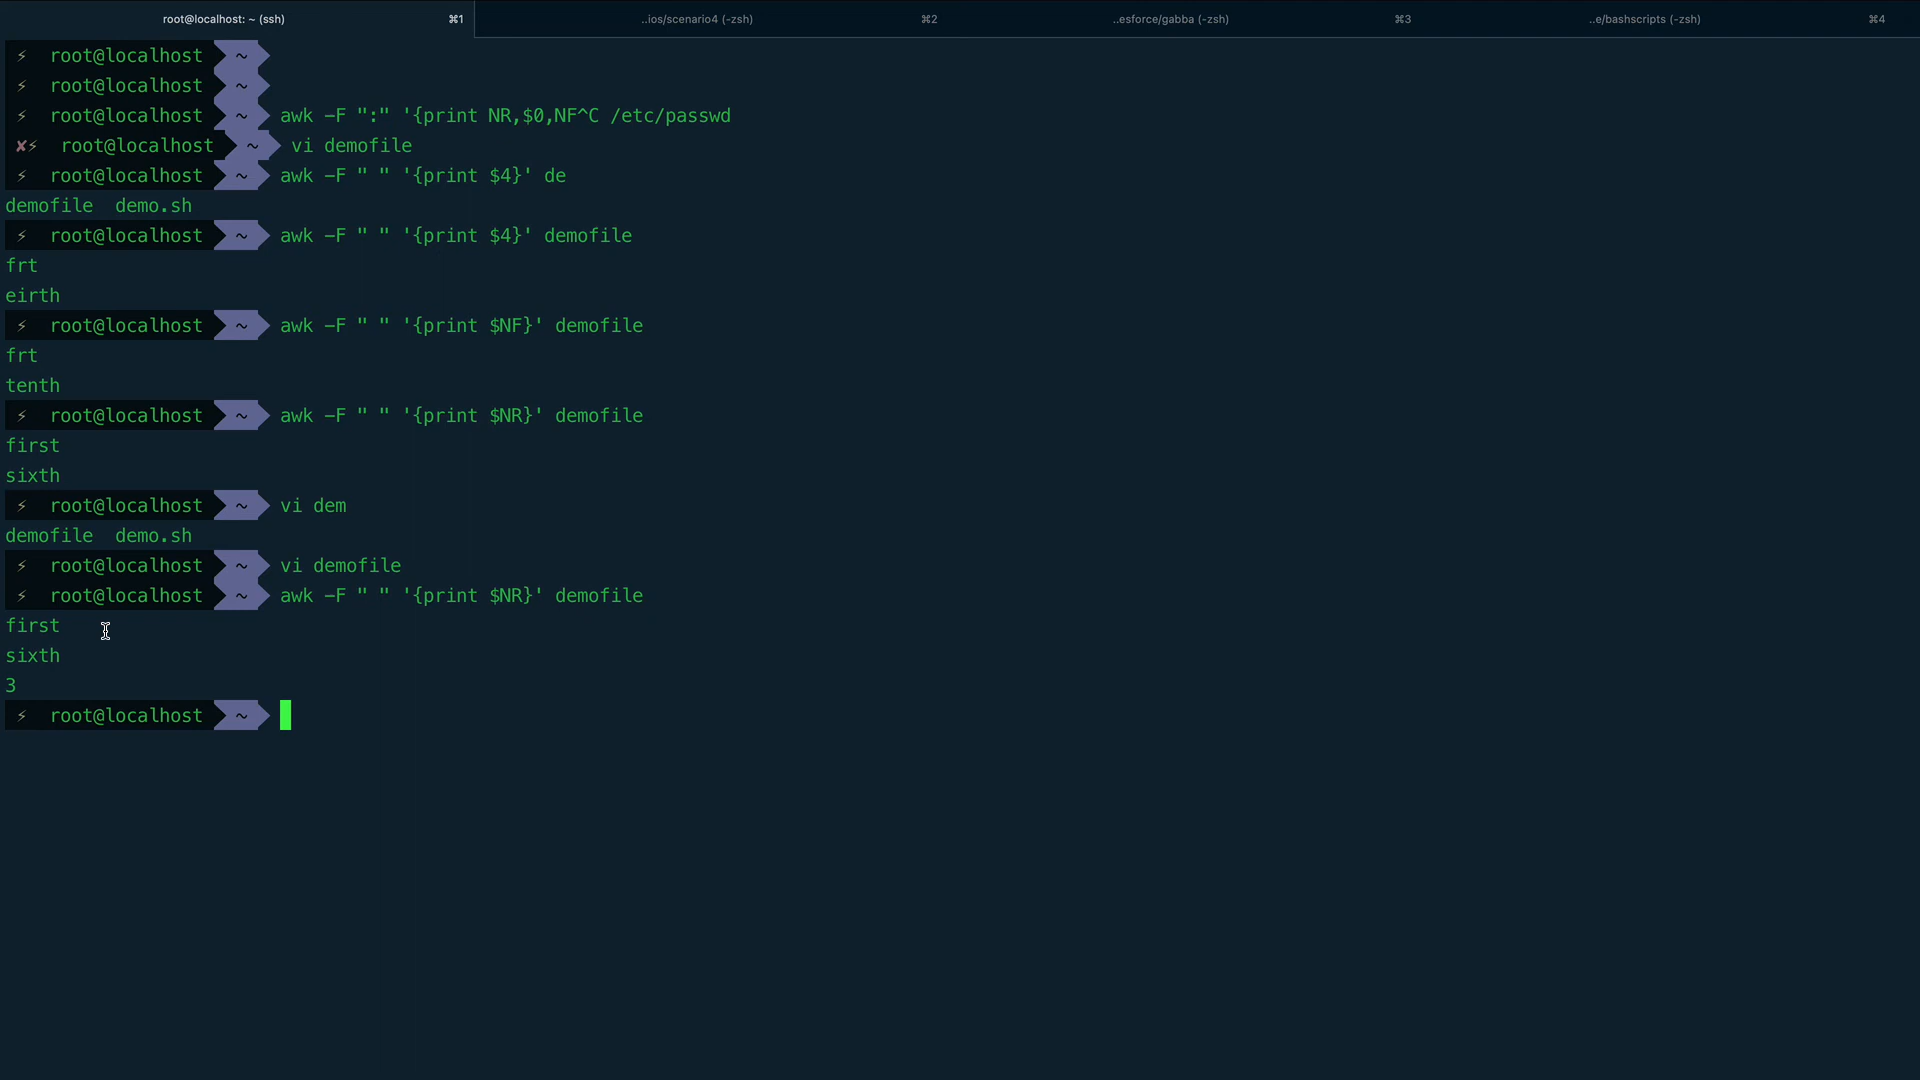 root@localhost: ~ (ssh) ⌘1 ..ios/scenario4 (-zsh) ⌘2 ..esforce/gabba (-zsh) ⌘3 ..e/bashscripts (-zsh) ⌘4
⚡ root@localhost ~
⚡ root@localhost ~
⚡ root@localhost ~ awk -F ":" '{print NR,$0,NF^C /etc/passwd
✘⚡ root@localhost ~ vi demofile
⚡ root@localhost ~ awk -F " " '{print $4}' de
demofile demo.sh
⚡ root@localhost ~ awk -F " " '{print $4}' demofile
frt
eirth
⚡ root@localhost ~ awk -F " " '{print $NF}' demofile
frt
tenth
⚡ root@localhost ~ awk -F " " '{print $NR}' demofile
first
sixth
⚡ root@localhost ~ vi dem
demofile demo.sh
⚡ root@localhost ~ vi demofile
⚡ root@localhost ~ awk -F " " '{print $NR}' demofile
first
sixth
3
⚡ root@localhost ~